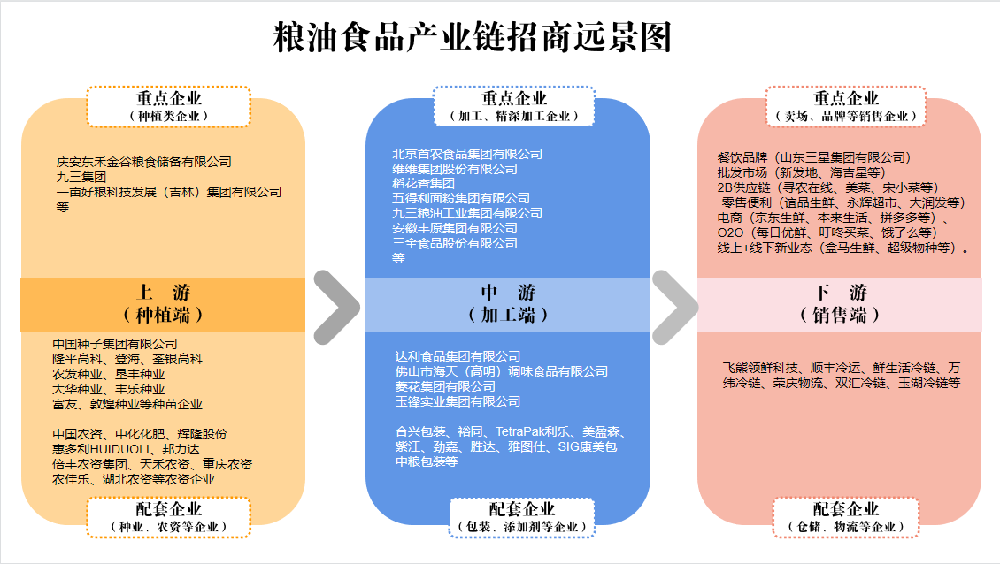 粮油食品产业链招商远景图
重点企业
（种植类企业）
庆安东禾金谷粮食储备有限公司
九三集团
一亩好粮科技发展（吉林）集团有限公司
等
上 游
（种植端）
中国种子集团有限公司
隆平高科、登海、荃银高科
农发种业、垦丰种业
大华种业、丰乐种业
富友、敦煌种业等种苗企业
中国农资、中化化肥、辉隆股份
惠多利HUIDUOLI、邦力达
倍丰农资集团、天禾农资、重庆农资
农佳乐、湖北农资等农资企业
配套企业
（种业、农资等企业）
重点企业
（加工、精深加工企业）
北京首农食品集团有限公司
维维集团股份有限公司
稻花香集团
五得利面粉集团有限公司
九三粮油工业集团有限公司
安徽丰原集团有限公司
三全食品股份有限公司
等
中 游
（加工端）
达利食品集团有限公司
佛山市海天（高明）调味食品有限公司
菱花集团有限公司
玉锋实业集团有限公司
合兴包装、裕同、TetraPak利乐、美盈森、
紫江、劲嘉、胜达、雅图仕、SIG康美包
中粮包装等
配套企业
（包装、添加剂等企业）
重点企业
（卖场、品牌等销售企业）
餐饮品牌（山东三星集团有限公司）
批发市场（新发地、海吉星等）
2B供应链（寻农在线、美菜、宋小菜等）
零售便利（谊品生鲜、永辉超市、大润发等）
电商（京东生鲜、本来生活、拼多多等）、
O2O（每日优鲜、叮咚买菜、饿了么等）
线上+线下新业态（盒马生鲜、超级物种等）。
下 游
（销售端）
飞能领鲜科技、顺丰冷运、鲜生活冷链、万
纬冷链、荣庆物流、双汇冷链、玉湖冷链等
配套企业
（仓储、物流等企业）